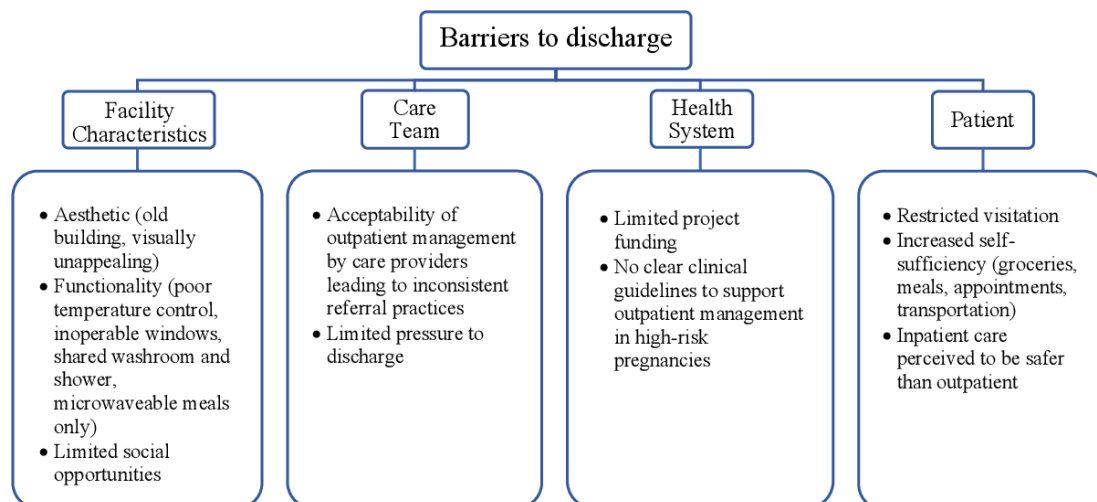 Barriers to discharge
Facility
Characteristics
Care
Team
Health
System
Patient
• Aesthetic (old
building, visually
unappealing)
• Functionality (poor
temperature control,
inoperable windows,
shared washroom and
shower,
microwaveable meals
only)
• Limited social
opportunities
• Acceptability of
outpatient management
by care providers
leading to inconsistent
referral practices
• Limited pressure to
discharge
• Limited project
funding
• No clear clinical
guidelines to support
outpatient management
in high-risk
pregnancies
• Restricted visitation
• Increased self-
sufficiency (groceries,
meals, appointments,
transportation)
• Inpatient care
perceived to be safer
than outpatient